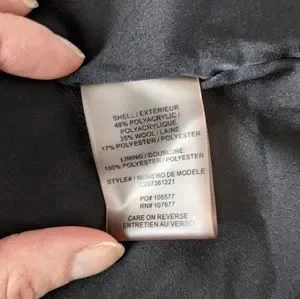 SHELL / EXTERIEUR
48% POLYACRYLIC /
POLYACRYLIQUE
35% WOOL / LAINE
17% POLYESTER / POLYESTER
LINING / DOUBLURE
100% POLYESTER / POLYESTER
STYLE# / NUMERO DE MODELE
C207361221
PO# 105577
RN# 107677
CARE ON REVERSE
ENTRETIEN AU VERSO